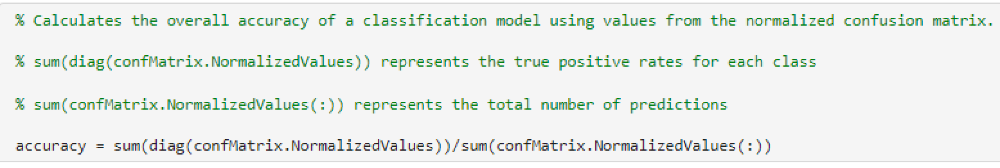 % Calculates the overall accuracy of a classification model using values from the normalized confusion matrix.
% sum(diag(confMatrix.NormalizedValues)) represents the true positive rates for each class
% sum(confMatrix.NormalizedValues(:)) represents the total number of predictions
accuracy = sum(diag(confMatrix.NormalizedValues))/sum(confMatrix.NormalizedValues(:))